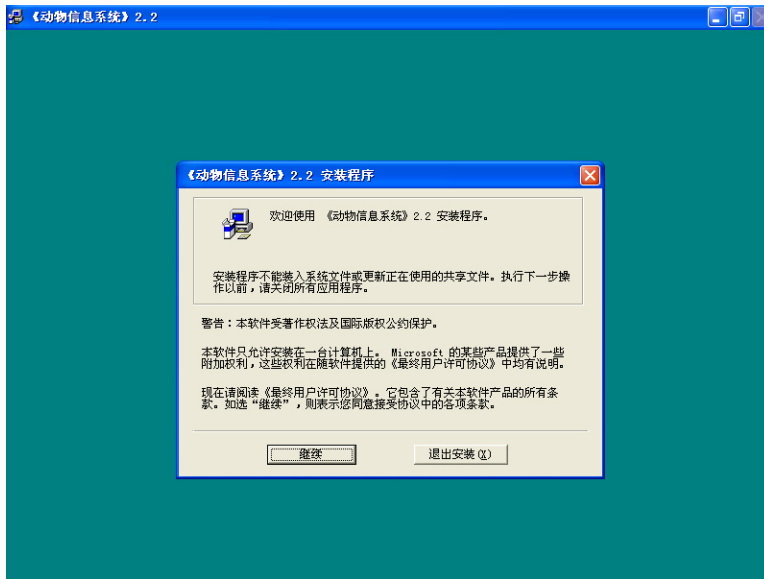 《动物信息系统》2.2
《动物信息系统》2.2 安装程序
欢迎使用 《动物信息系统》2.2 安装程序。
安装程序不能装入系统文件或更新正在使用的共享文件。执行下一步操
作以前，请关闭所有应用程序。
警告：本软件受著作权法及国际版权公约保护。
本软件只允许安装在一台计算机上。 Microsoft 的某些产品提供了一些
附加权利，这些权利在随软件提供的《最终用户许可协议》中均有说明。
现在请阅读《最终用户许可协议》。它包含了有关本软件产品的所有条
款。如选“继续”，则表示您同意接受协议中的各项条款。
继续
退出安装(X)